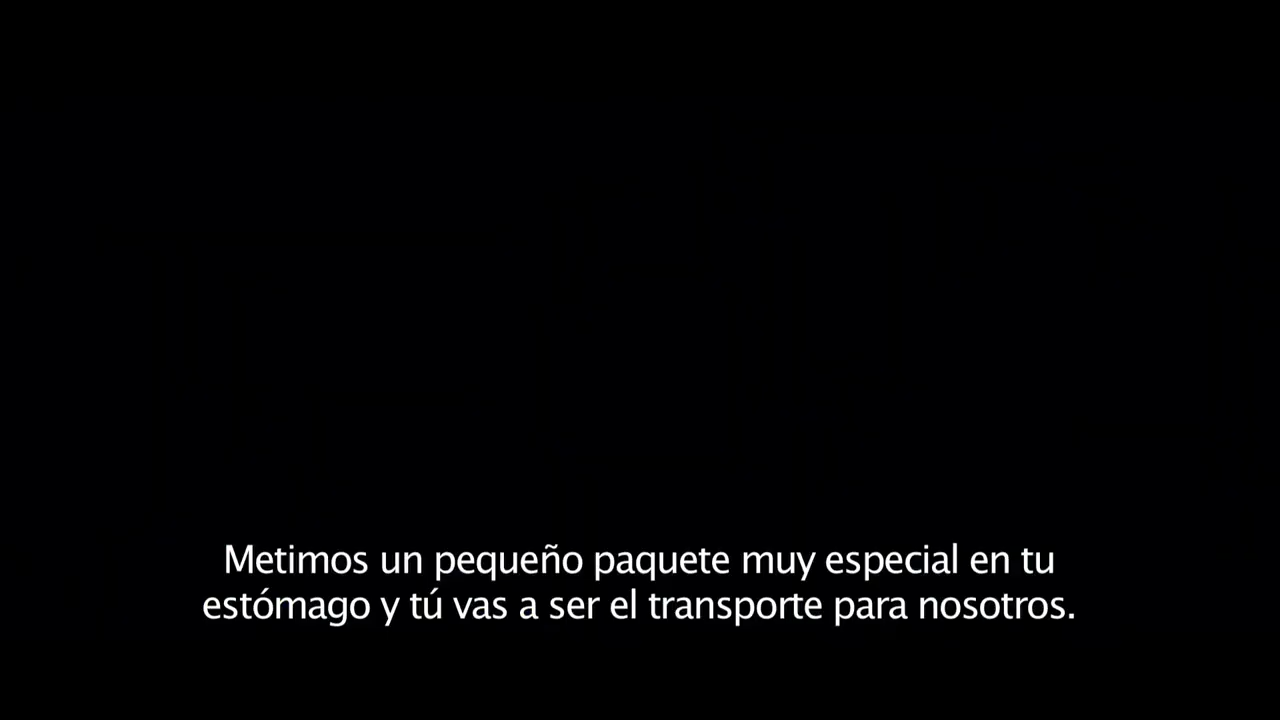 Metimos un pequeño paquete muy especial en tu
estómago y tú vas a ser el transporte para nosotros.